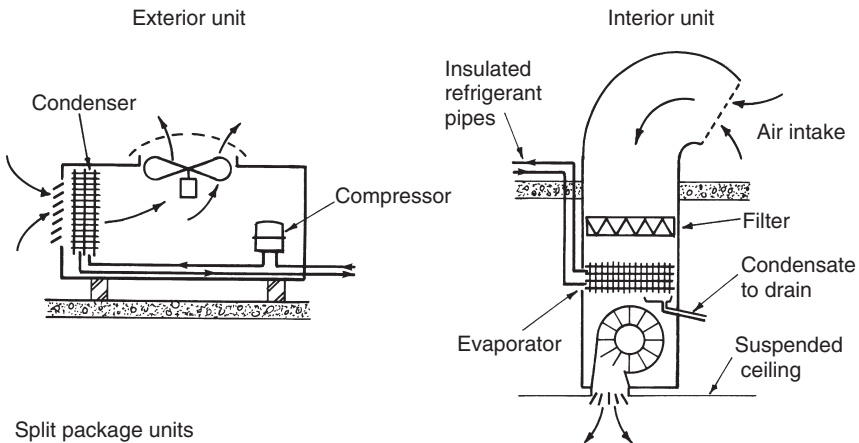 Exterior unit
Condenser
Compressor
Interior unit
Insulated
refrigerant
pipes
Air intake
Filter
Condensate
to drain
Evaporator
Suspended
ceiling
Split package units